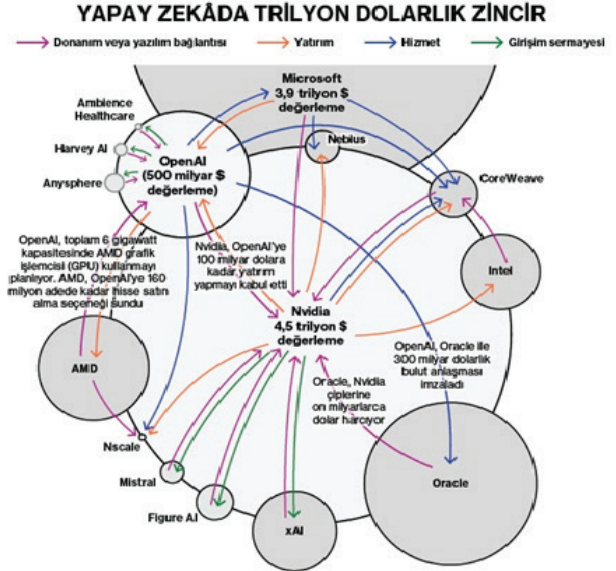 YAPAY ZEKÂDA TRİLYON DOLARLIK ZİNCİR
Donanım veya yazılım bağlantısı
Yatırım
Hizmet
Girişim sermayesi
Microsoft
3,9 trilyon $
değerleme
Ambience
Healthcare
Harvey AI
Anysphere
OpenAI
(500 milyar $
değerleme)
Nebius
CoreWeave
Intel
OpenAI, toplam 6 gigawatt
kapasitesinde AMD grafik
işlemcisi (GPU) kullanmayı
planlıyor. AMD, OpenAI'ye 160
milyon adede kadar hisse satın
alma seçeneği sundu
Nvidia, OpenAI'ye
100 milyar dolara
kadar yatırım
yapmayı kabul etti
Nvidia
4,5 trilyon $
değerleme
OpenAI, Oracle ile
300 milyar dolarlık
bulut anlaşması
imzaladı
AMD
Oracle, Nvidia
çiplerine
on milyarlarca
dolar harcıyor
Nscale
Mistral
Figure AI
xAI
Oracle